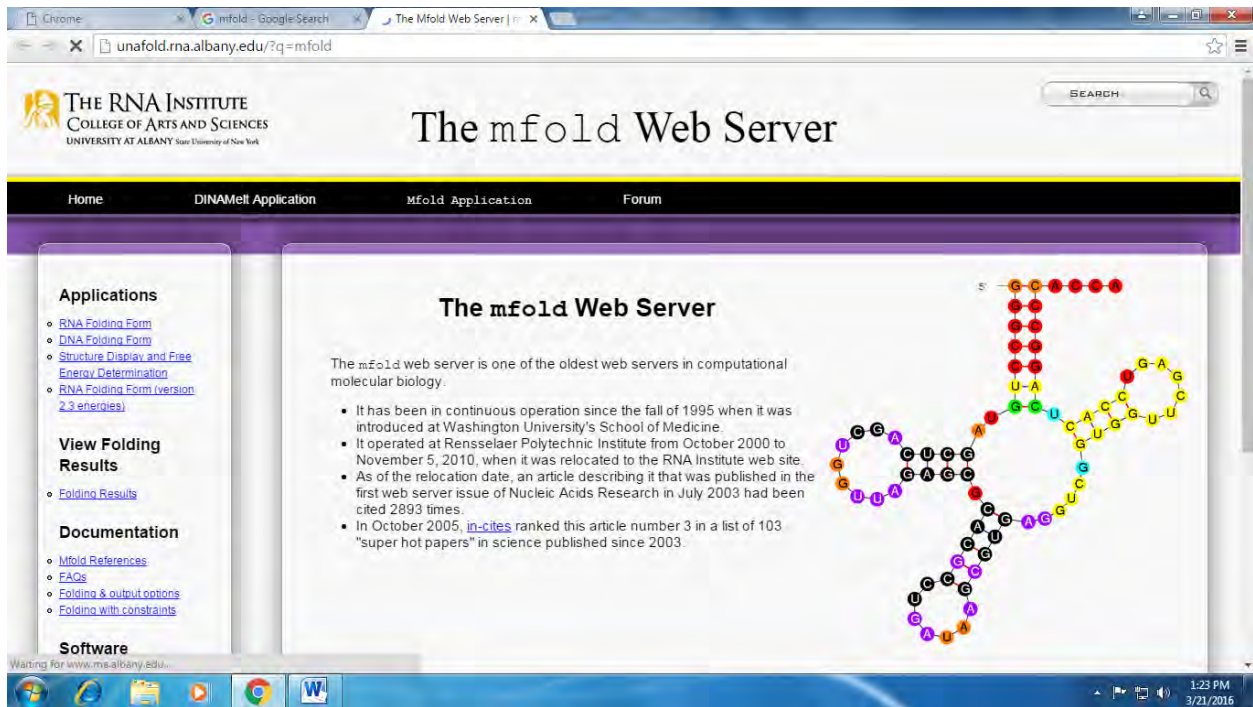 Chrome
mfold - Google Search
The Mfold Web Server |
unafold.rna.albany.edu/?q=mfold
THE RNA INSTITUTE
COLLEGE OF ARTS AND SCIENCES
UNIVERSITY AT ALBANY State University of New York
The mfold Web Server
SEARCH
Home
DINAMelt Application
Mfold Application
Forum
Applications
RNA Folding Form
DNA Folding Form
Structure Display and Free
Energy Determination
RNA Folding Form (version
2.3 energies)
View Folding
Results
Folding Results
Documentation
Mfold References
FAQs
Folding & output options
Folding with constraints
Software
The mfold Web Server
The mfold web server is one of the oldest web servers in computational
molecular biology.
It has been in continuous operation since the fall of 1995 when it was
introduced at Washington University's School of Medicine.
It operated at Rensselaer Polytechnic Institute from October 2000 to
November 5, 2010, when it was relocated to the RNA Institute web site.
As of the relocation date, an article describing it that was published in the
first web server issue of Nucleic Acids Research in July 2003 had been
cited 2893 times.
In October 2005, in-cites ranked this article number 3 in a list of 103
"super hot papers" in science published since 2003.
5'
G C A C C A
Waiting for www.ms.albany.edu...
1:23 PM
3/21/2016